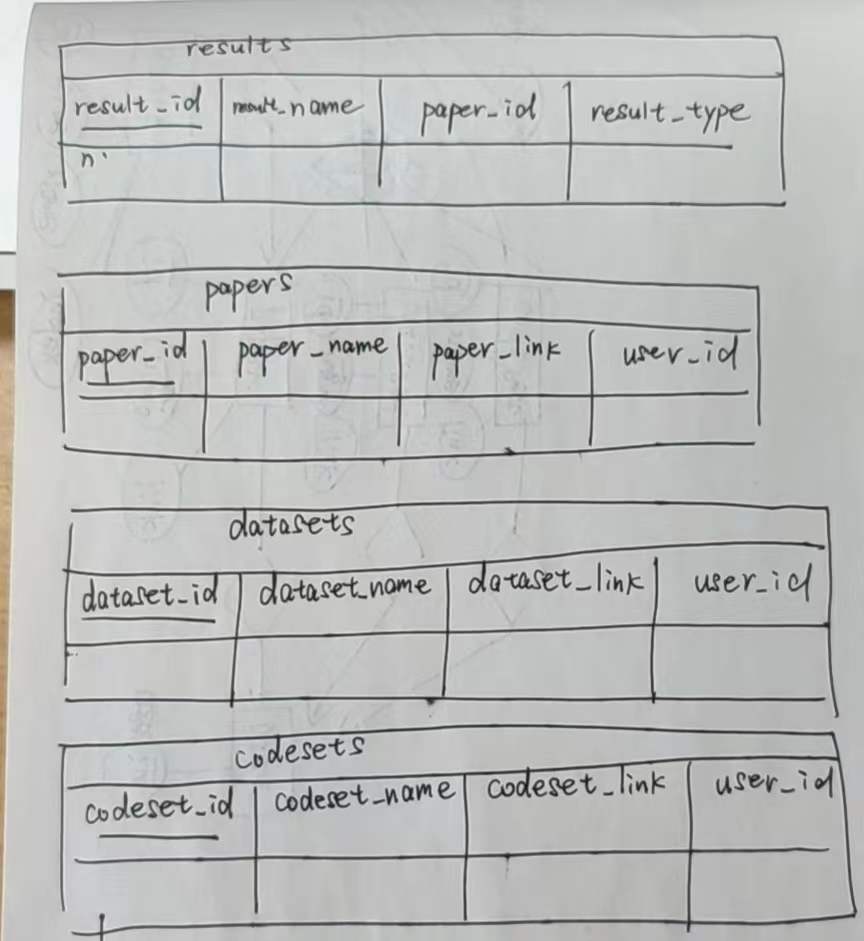 results
result_id result_name paper_id result_type
n
papers
paper_id paper_name paper_link user_id
datasets
dataset_id dataset_name dataset_link user_id
codesets
codeset_id codeset_name codeset_link user_id